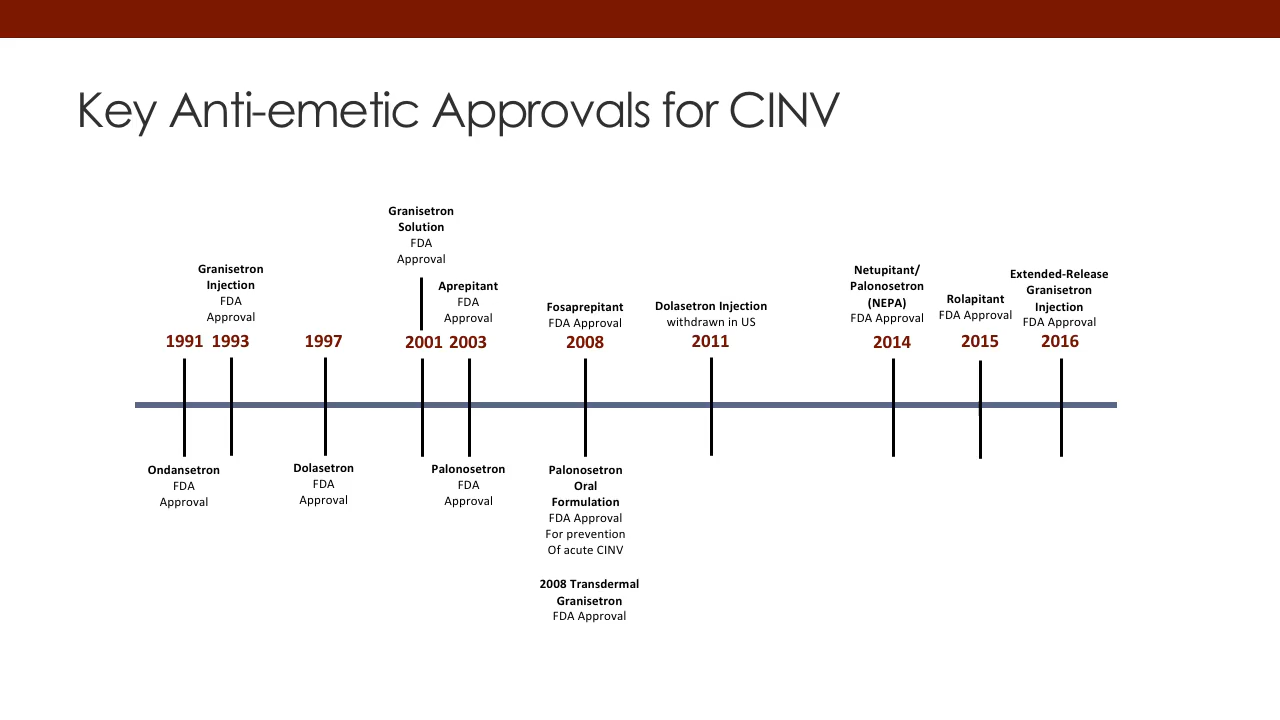 Key Anti-emetic Approvals for CINV
Granisetron
Solution
FDA
Approval
Granisetron
Injection
FDA
Approval
Aprepitant
FDA
Approval
Fosaprepitant
FDA Approval
Dolasetron Injection
withdrawn in US
Netupitant/
Palonosetron
(NEPA)
FDA Approval
Rolapitant
FDA Approval
Extended-Release
Granisetron
Injection
FDA Approval
1991 1993 1997 2001 2003 2008 2011 2014 2015 2016
Ondansetron
FDA
Approval
Dolasetron
FDA
Approval
Palonosetron
FDA
Approval
Palonosetron
Oral
Formulation
FDA Approval
For prevention
Of acute CINV
2008 Transdermal
Granisetron
FDA Approval